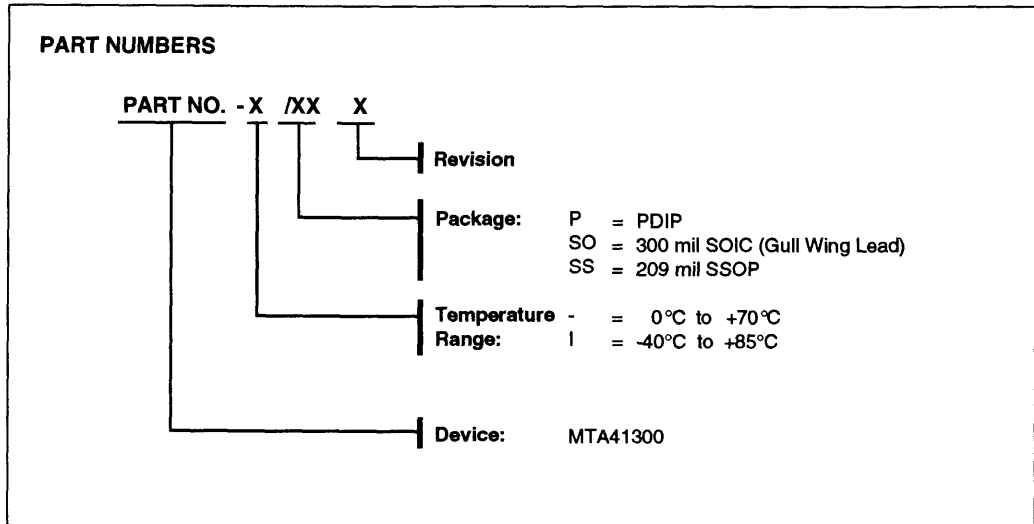 PART NUMBERS
PART NO. - X /XX X
Revision
Package: P = PDIP
SO = 300 mil SOIC (Gull Wing Lead)
SS = 209 mil SSOP
Temperature - = 0°C to +70°C
Range: I = -40°C to +85°C
Device: MTA41300